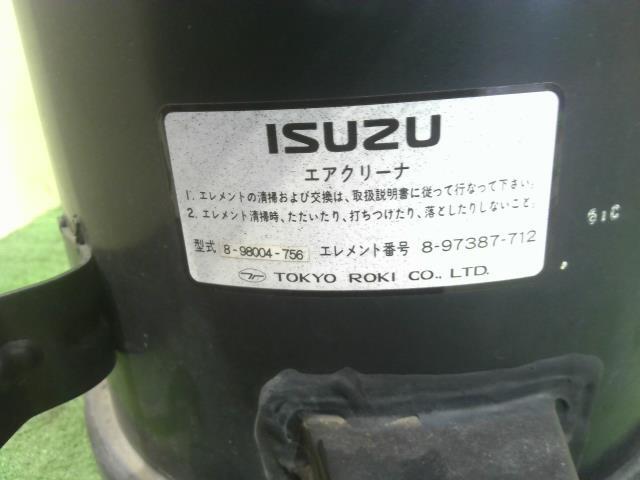 ISUZU
エアクリーナ
1. エレメントの清掃および交換は、取扱説明書に従って行なって下さい。
2. エレメント清掃時、ただいたり、打ちつけたり、落としたりしないこと。
型式 8-98004-756 エレメント番号 8-97387-712
TOKYO ROKI CO., LTD.